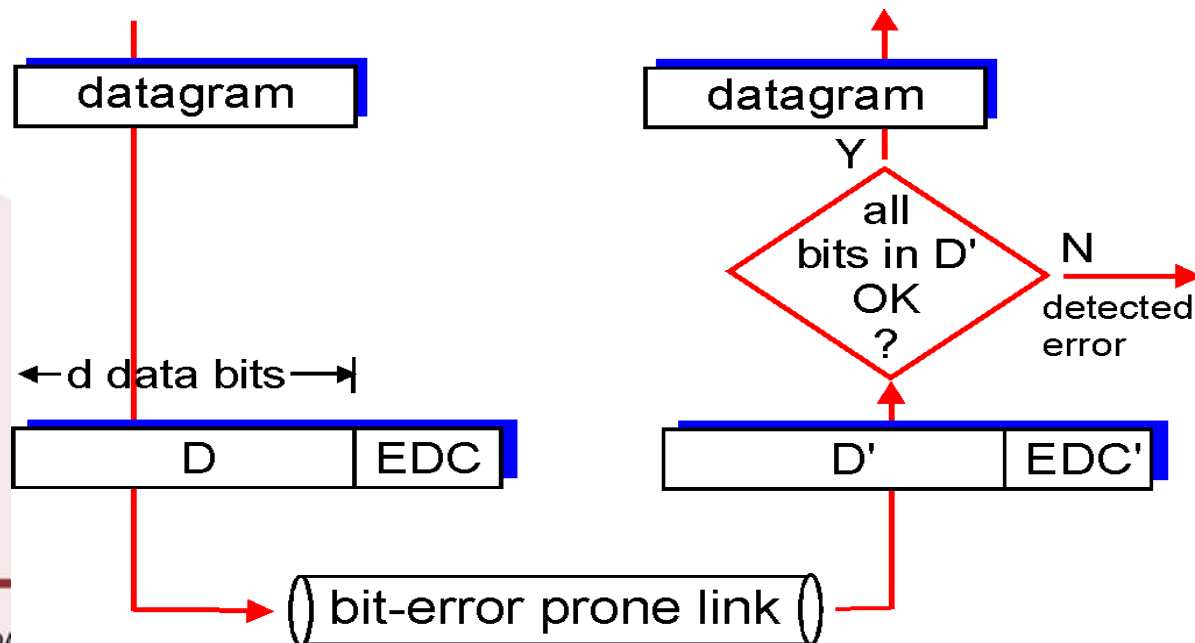 datagram
d data bits
D EDC
bit-error prone link
datagram
Y
all
bits in D'
OK
?
N
detected
error
D' EDC'